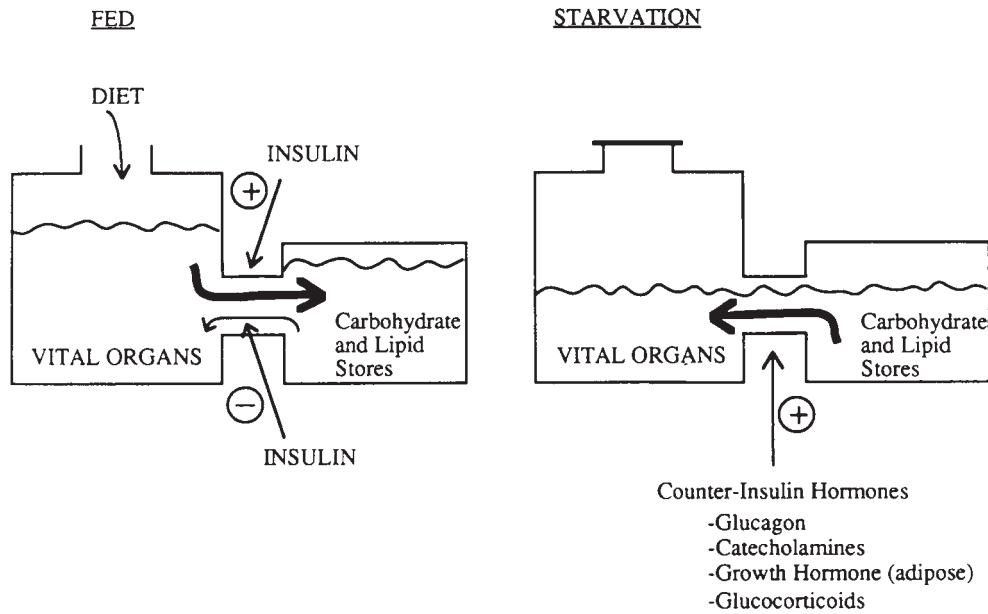 FED
DIET
INSULIN
+
VITAL ORGANS
Carbohydrate
and Lipid
Stores
−
INSULIN
STARVATION
VITAL ORGANS
Carbohydrate
and Lipid
Stores
+
Counter-Insulin Hormones
-Glucagon
-Catecholamines
-Growth Hormone (adipose)
-Glucocorticoids